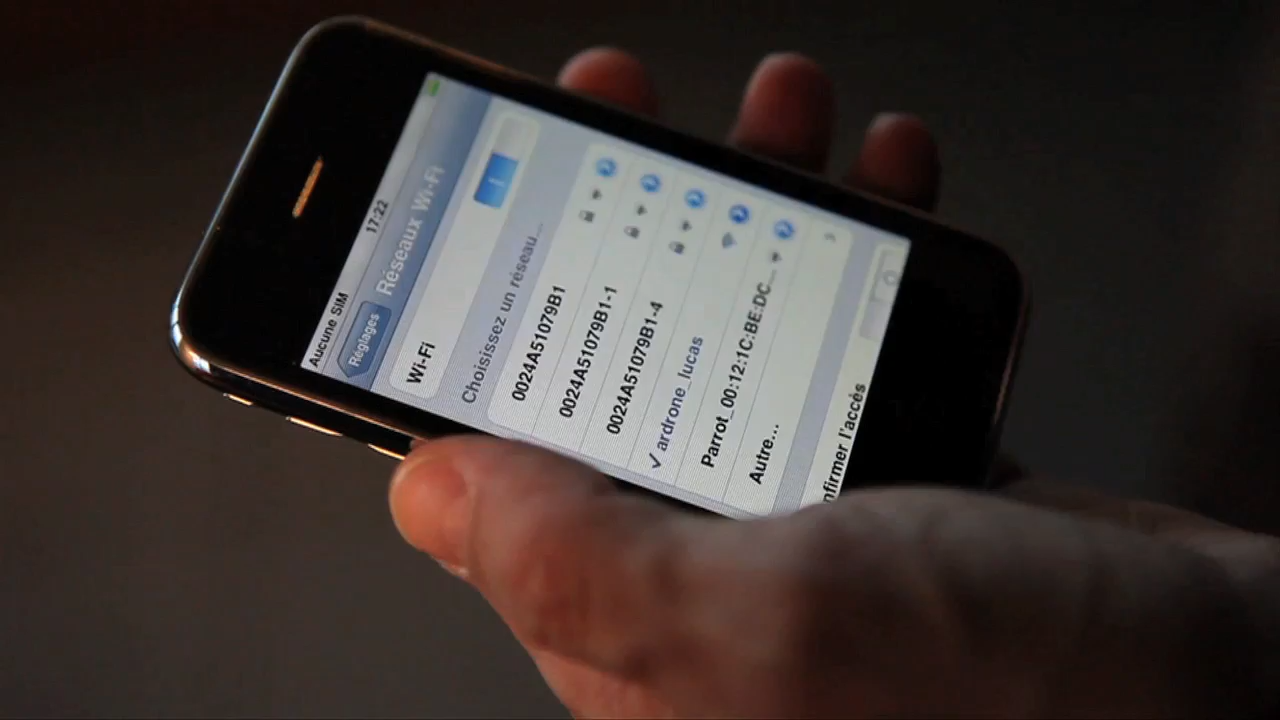 Aucune SIM 17:22
Réglages Réseaux Wi-Fi
Wi-Fi
Choisissez un réseau...
0024A51079B1
0024A51079B1-1
0024A51079B1-4
✓ ardrone_lucas
Parrot_00:12:1C:BE:DC...
Autre...
nfirmer l'accès